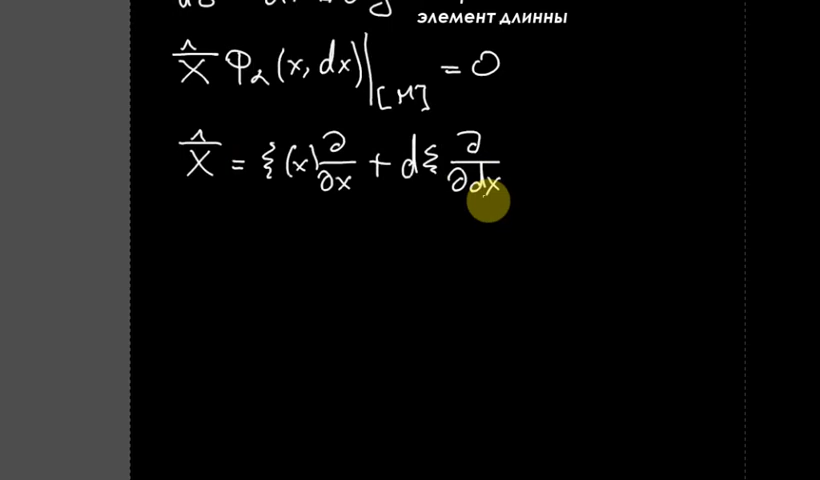 элемент длинны
X̂ φ_α (x, dx)|_[M] = 0
X̂ = ξ(x) ∂/∂x + dξ ∂/∂dx